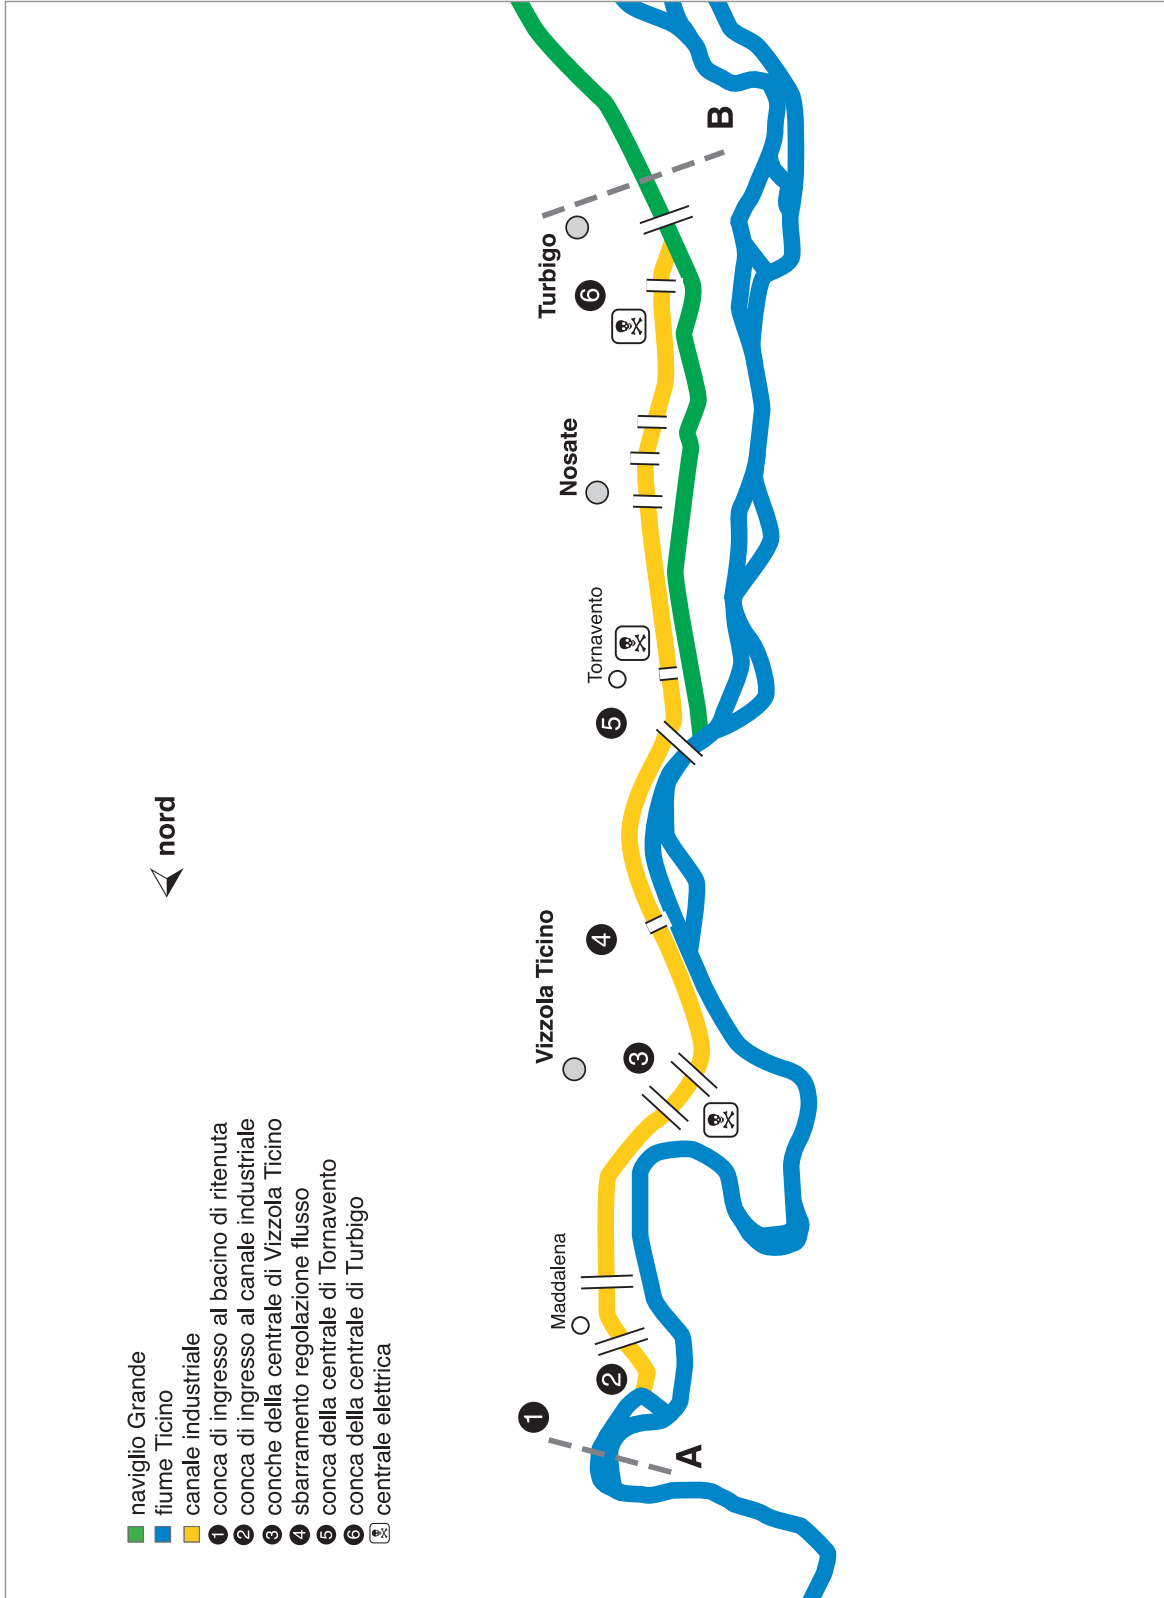 naviglio Grande
fiume Ticino
canale industriale
1 conca di ingresso al bacino di ritenuta
2 conca di ingresso al canale industriale
3 conche della centrale di Vizzola Ticino
4 sbarramento regolazione flusso
5 conca della centrale di Tornavento
6 conca della centrale di Turbigo
centrale elettrica
nord
1
A
2
Maddalena
3
Vizzola Ticino
4
5
Tornavento
Nosate
6
Turbigo
B